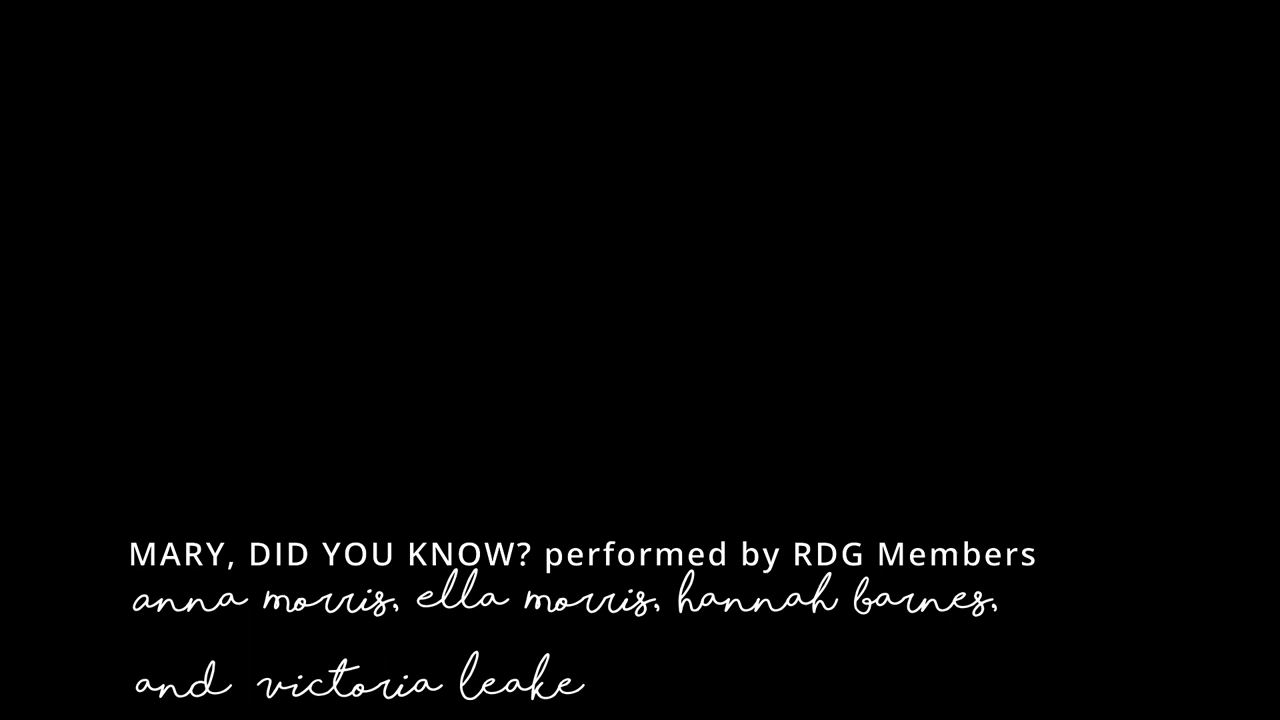 MARY, DID YOU KNOW? performed by RDG Members
anna morris, ella morris, hannah barnes,
and victoria leake